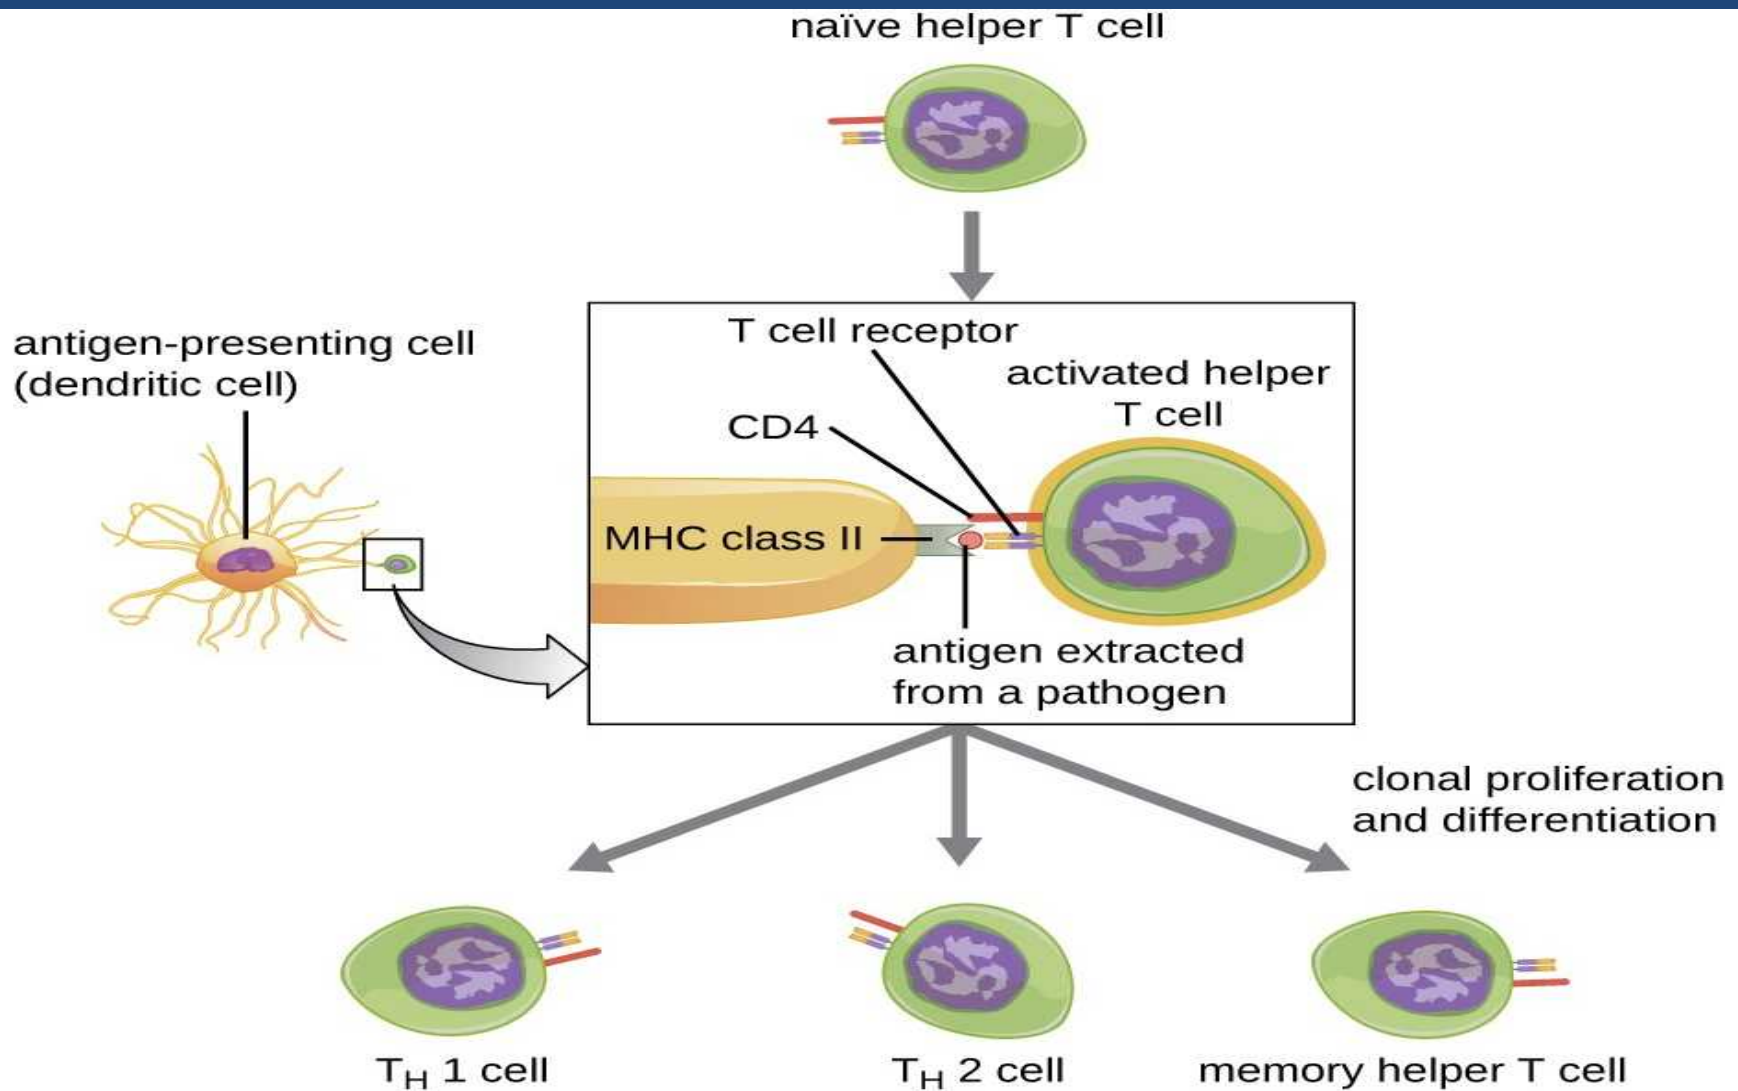 naïve helper T cell
antigen-presenting cell
(dendritic cell)
T cell receptor
activated helper
T cell
CD4
MHC class II
antigen extracted
from a pathogen
clonal proliferation
and differentiation
TH 1 cell
TH 2 cell
memory helper T cell